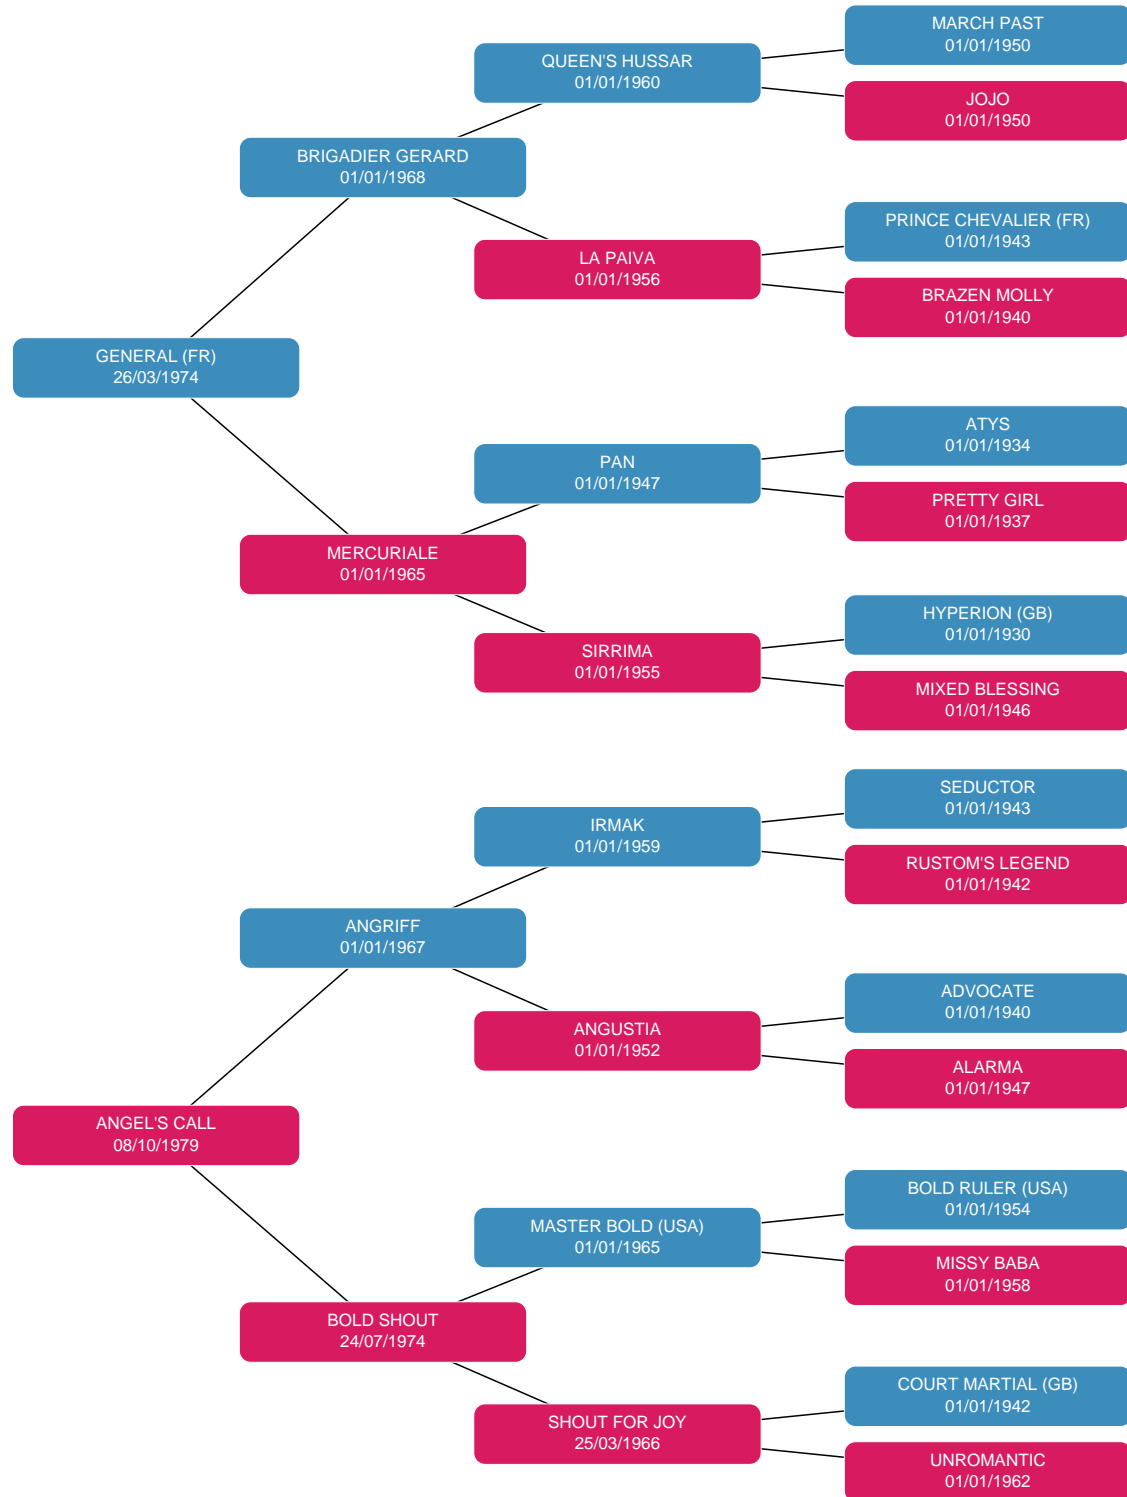 MARCH PAST
01/01/1950
QUEEN'S HUSSAR
01/01/1960
JOJO
01/01/1950
BRIGADIER GERARD
01/01/1968
PRINCE CHEVALIER (FR)
01/01/1943
LA PAIVA
01/01/1956
BRAZEN MOLLY
01/01/1940
GENERAL (FR)
26/03/1974
ATYS
01/01/1934
PAN
01/01/1947
PRETTY GIRL
01/01/1937
MERCURIALE
01/01/1965
HYPERION (GB)
01/01/1930
SIRRIMA
01/01/1955
MIXED BLESSING
01/01/1946
SEDUCTOR
01/01/1943
IRMAK
01/01/1959
RUSTOM'S LEGEND
01/01/1942
ANGRIFF
01/01/1967
ADVOCATE
01/01/1940
ANGUSTIA
01/01/1952
ALARMA
01/01/1947
ANGEL'S CALL
08/10/1979
BOLD RULER (USA)
01/01/1954
MASTER BOLD (USA)
01/01/1965
MISSY BABA
01/01/1958
BOLD SHOUT
24/07/1974
COURT MARTIAL (GB)
01/01/1942
SHOUT FOR JOY
25/03/1966
UNROMANTIC
01/01/1962